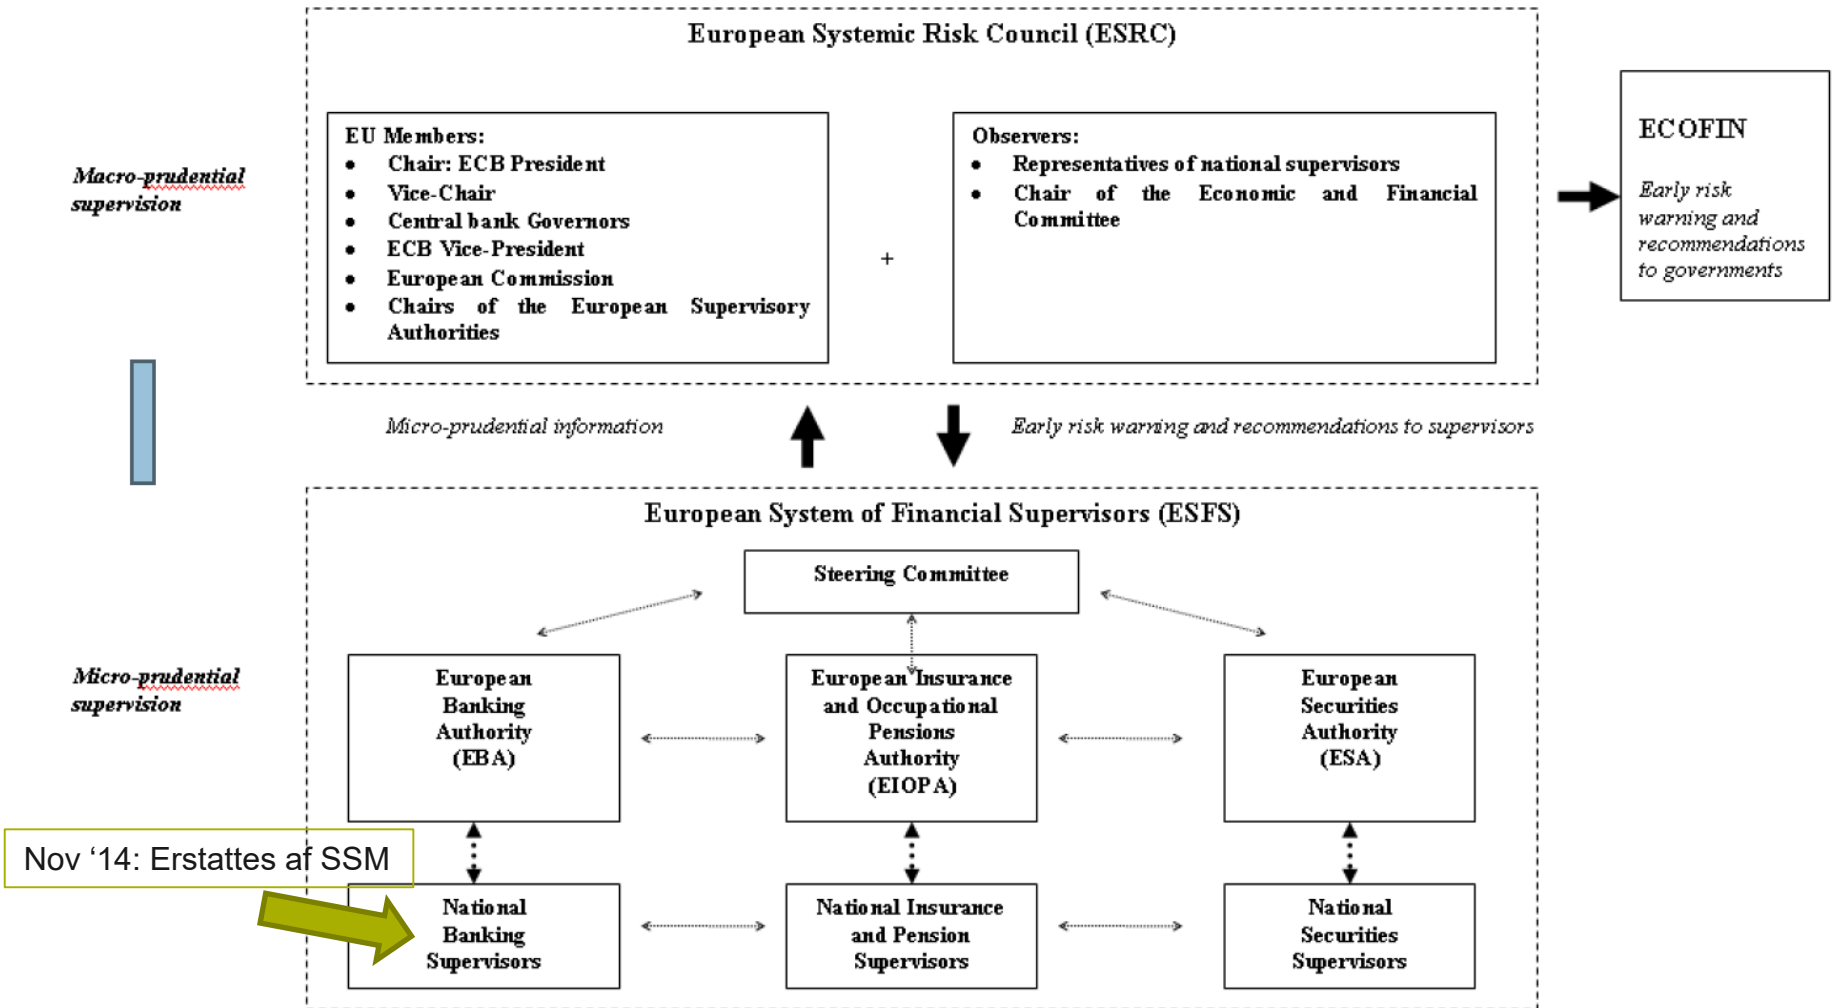 European Systemic Risk Council (ESRC)
Macro-prudential
supervision
EU Members:
• Chair: ECB President
• Vice-Chair
• Central bank Governors
• ECB Vice-President
• European Commission
• Chairs of the European Supervisory
Authorities
+
Observers:
• Representatives of national supervisors
• Chair of the Economic and Financial
Committee
ECOFIN
Early risk
warning and
recommendations
to governments
Micro-prudential information
Early risk warning and recommendations to supervisors
European System of Financial Supervisors (ESFS)
Steering Committee
Micro-prudential
supervision
European
Banking
Authority
(EBA)
European Insurance
and Occupational
Pensions
Authority
(EIOPA)
European
Securities
Authority
(ESA)
Nov ‘14: Erstattes af SSM
National
Banking
Supervisors
National Insurance
and Pension
Supervisors
National
Securities
Supervisors